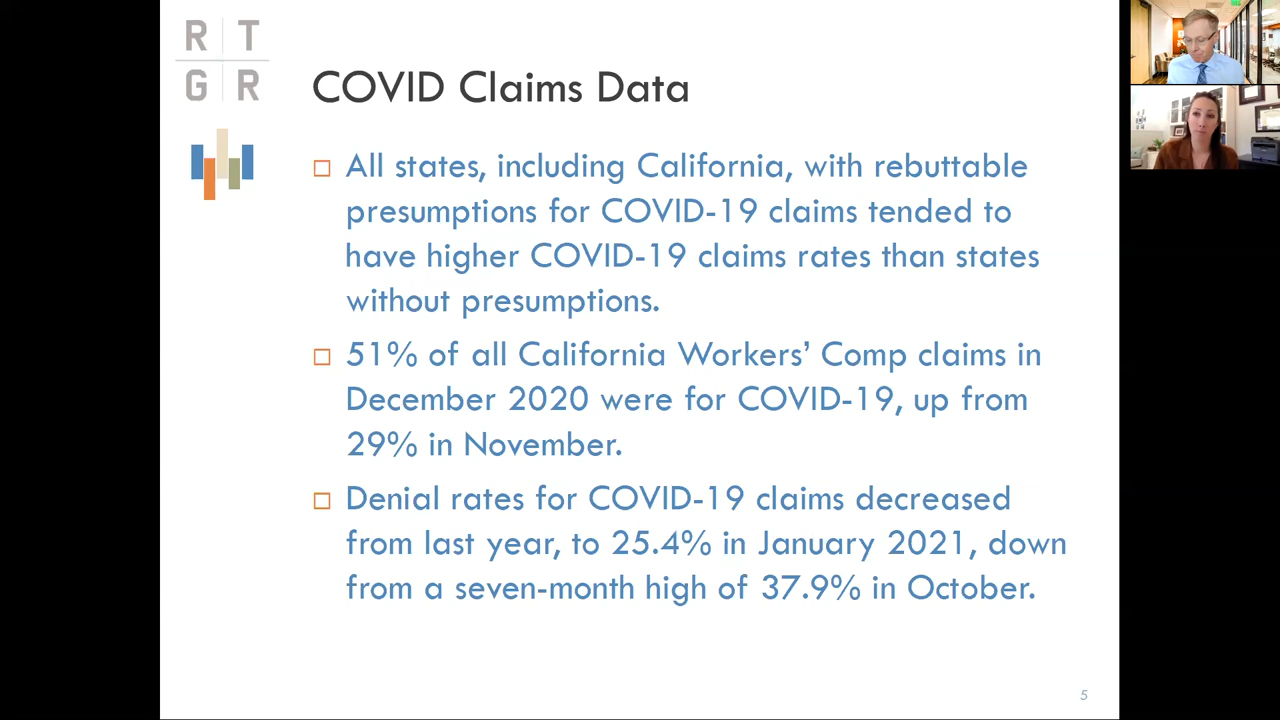 R T
G R
COVID Claims Data
□ All states, including California, with rebuttable
presumptions for COVID-19 claims tended to
have higher COVID-19 claims rates than states
without presumptions.
□ 51% of all California Workers’ Comp claims in
December 2020 were for COVID-19, up from
29% in November.
□ Denial rates for COVID-19 claims decreased
from last year, to 25.4% in January 2021, down
from a seven-month high of 37.9% in October.
5